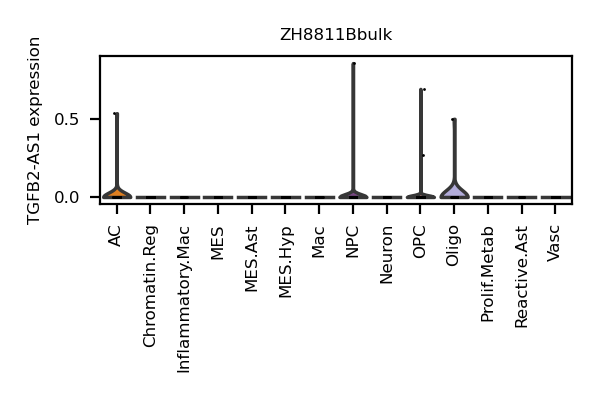 ZH8811Bbulk
TGFB2-AS1 expression
0.5
0.0
AC
Chromatin.Reg
Inflammatory.Mac
MES
MES.Ast
MES.Hyp
Mac
NPC
Neuron
OPC
Oligo
Prolif.Metab
Reactive.Ast
Vasc